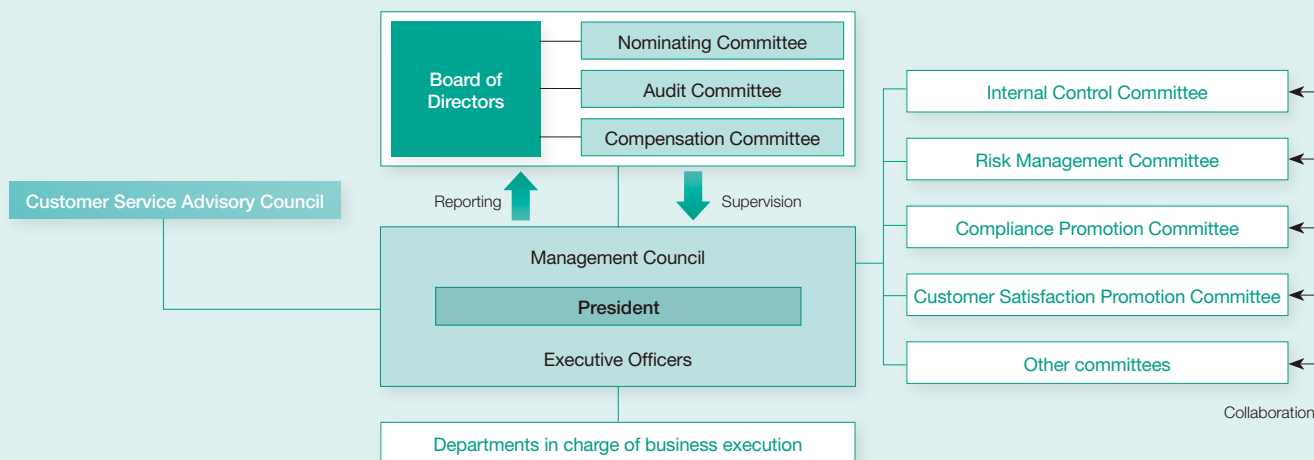 Nominating Committee
Board of
Directors
Audit Committee
Compensation Committee
Internal Control Committee
Risk Management Committee
Customer Service Advisory Council
Reporting
Supervision
Compliance Promotion Committee
Management Council
President
Customer Satisfaction Promotion Committee
Executive Officers
Other committees
Collaboration
Departments in charge of business execution